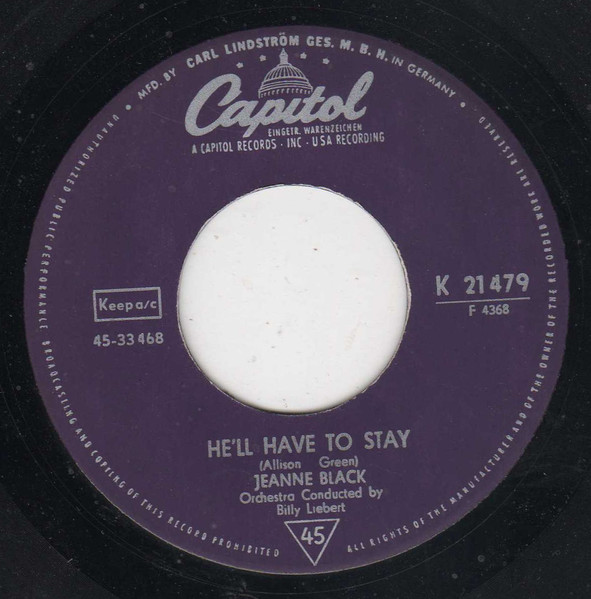 MFD. BY CARL LINDSTRÖM GES. M. B. H. IN GERMANY •
ALL RIGHTS OF THE MANUFACTURER AND OF THE OWNER OF THE RECORDED WORK ARE RESERVED •
UNAUTHORIZED PUBLIC PERFORMANCE BROADCASTING AND COPYING OF THIS RECORD PROHIBITED
Capitol
EINGETR. WARENZEICHEN
A CAPITOL RECORDS · INC · USA RECORDING
Keep a/c
45-33 468
K 21 479
F 4368
HE'LL HAVE TO STAY
(Allison Green)
JEANNE BLACK
Orchestra Conducted by
Billy Liebert
45